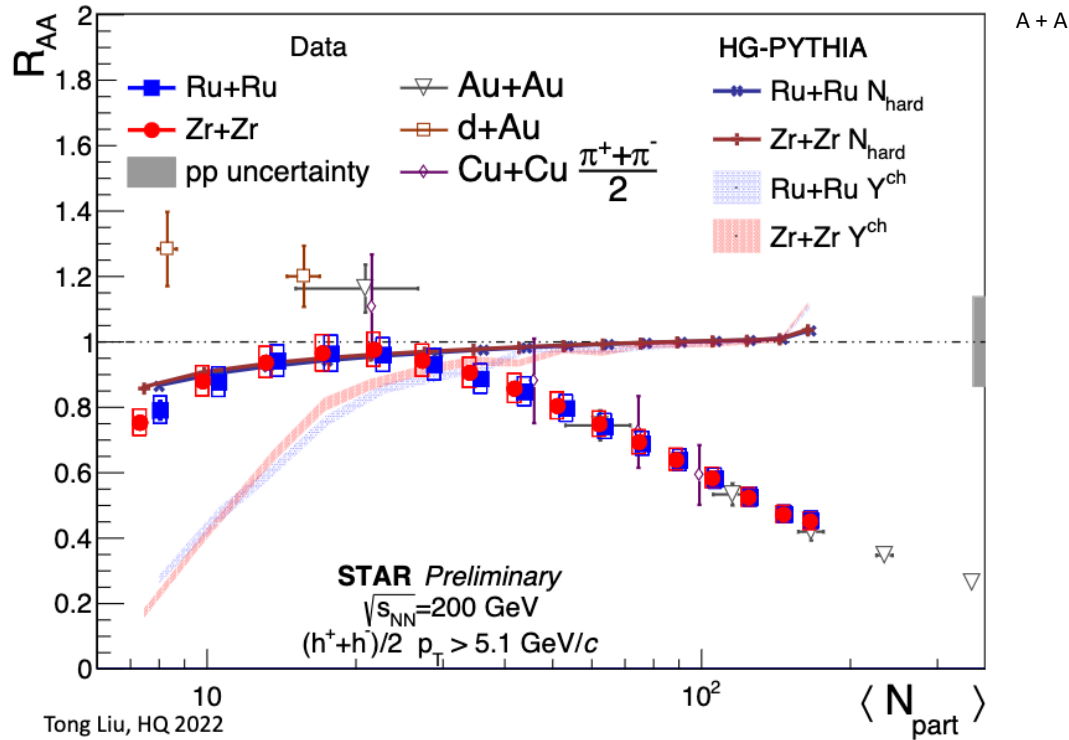 A + A
R_AA
2
1.8
1.6
1.4
1.2
1
0.8
0.6
0.4
0.2
0
Data
Ru+Ru
Zr+Zr
pp uncertainty
Au+Au
d+Au
Cu+Cu π⁺+π⁻/2
HG-PYTHIA
Ru+Ru N_hard
Zr+Zr N_hard
Ru+Ru Y^ch
Zr+Zr Y^ch
STAR Preliminary
√s_NN=200 GeV
(h⁺+h⁻)/2 p_T > 5.1 GeV/c
10
10²
⟨ N_part ⟩
Tong Liu, HQ 2022